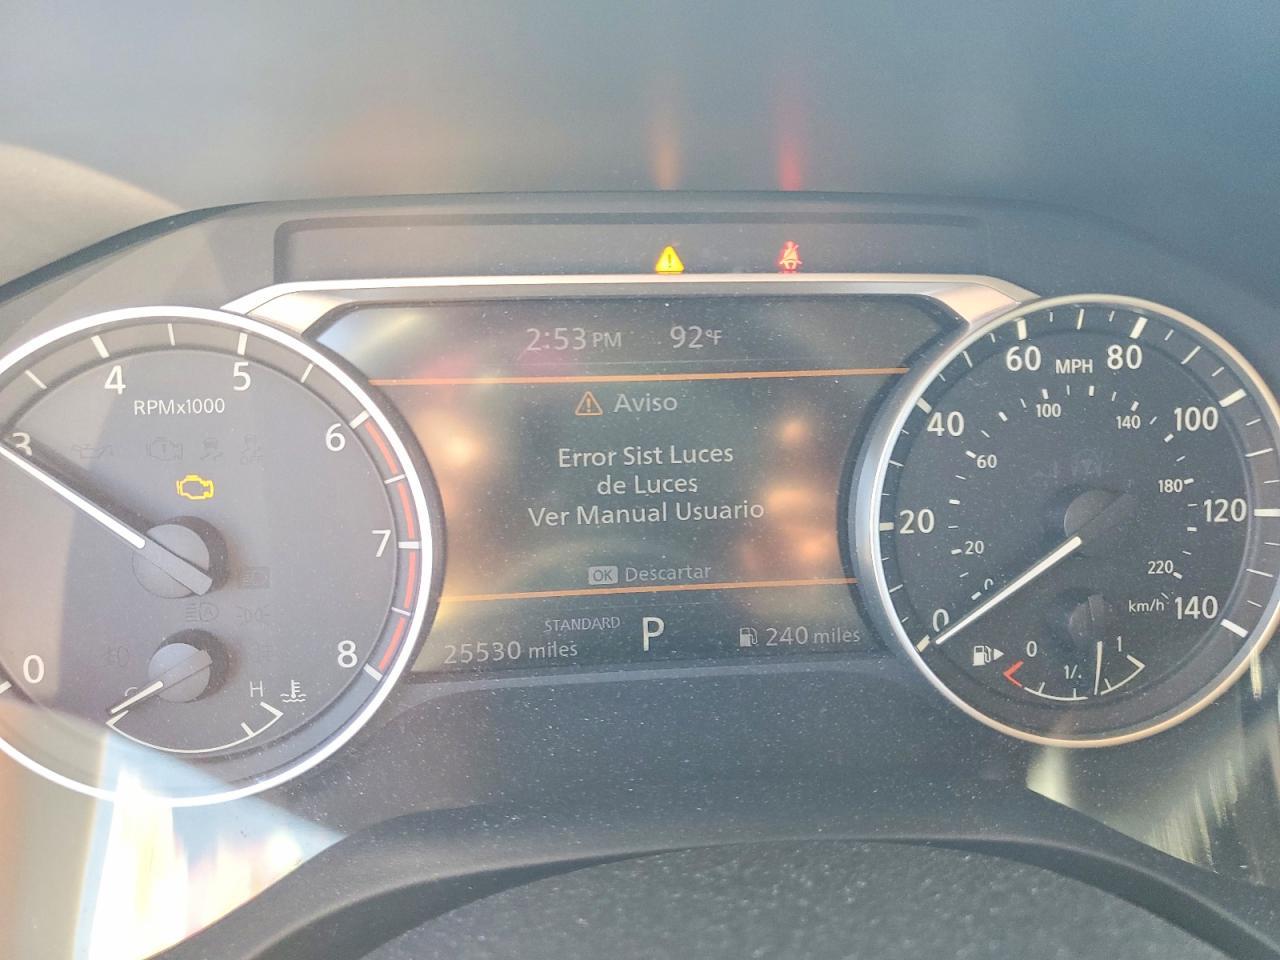 2:53 PM 92°F
Aviso
Error Sist Luces
de Luces
Ver Manual Usuario
OK Descartar
STANDARD P
25530 miles
240 miles
0 3 4 5 6 7 8
RPMx1000
H
0 20 40 60 80 100 120 140
MPH
0 20 60 100 140 180 220
km/h
0 1